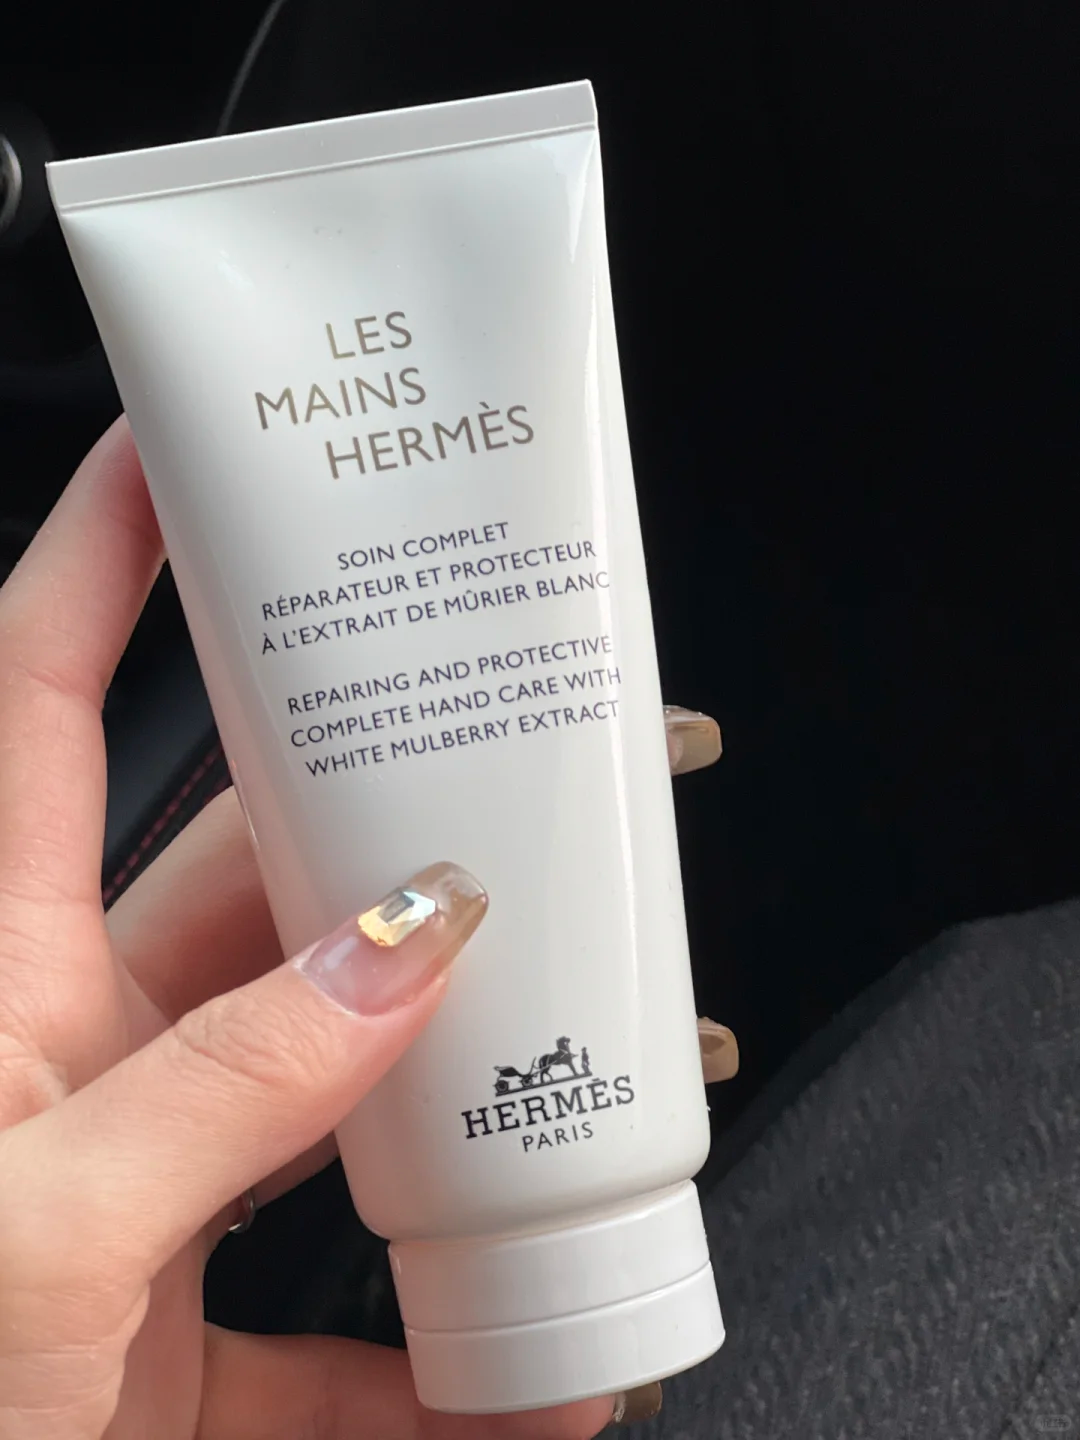 LES
MAINS
HERMÈS
SOIN COMPLET
RÉPARATEUR ET PROTECTEUR
À L'EXTRAIT DE MÛRIER BLANC
REPAIRING AND PROTECTIVE
COMPLETE HAND CARE WITH
WHITE MULBERRY EXTRACT
HERMÈS
PARIS